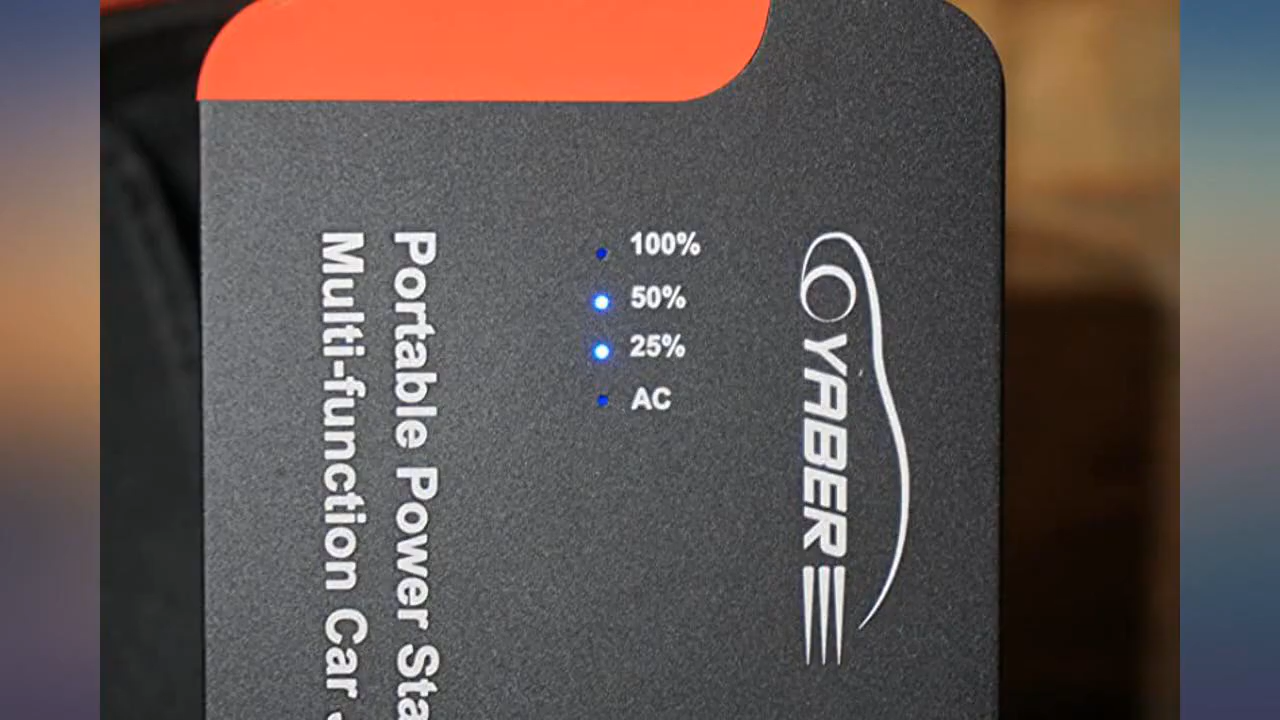 100%
50%
25%
AC
YABER
Portable Power Sta
Multi-function Car